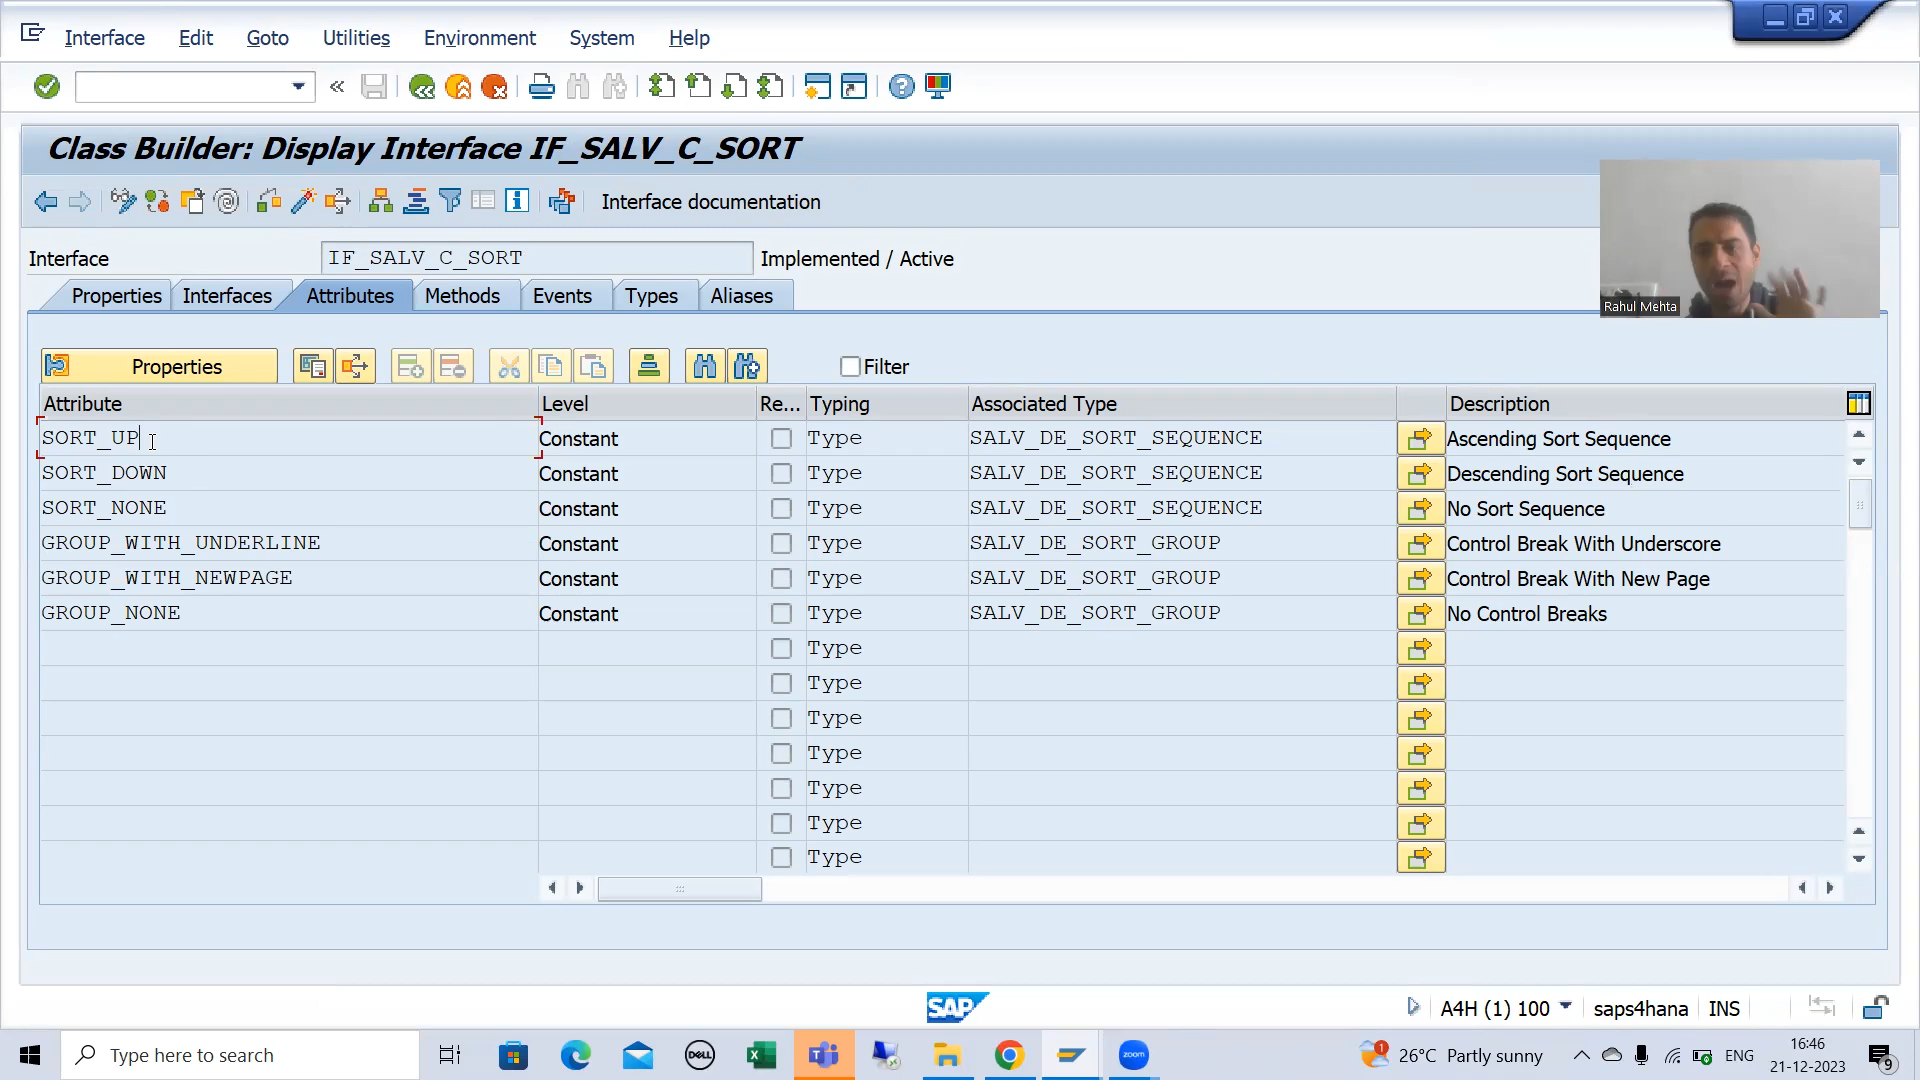 Interface Edit Goto Utilities Environment System Help
Class Builder: Display Interface IF_SALV_C_SORT
Interface documentation
Interface IF_SALV_C_SORT Implemented / Active
Properties Interfaces Attributes Methods Events Types Aliases
Properties Filter
Attribute Level Re... Typing Associated Type Description
SORT_UP Constant Type SALV_DE_SORT_SEQUENCE Ascending Sort Sequence
SORT_DOWN Constant Type SALV_DE_SORT_SEQUENCE Descending Sort Sequence
SORT_NONE Constant Type SALV_DE_SORT_SEQUENCE No Sort Sequence
GROUP_WITH_UNDERLINE Constant Type SALV_DE_SORT_GROUP Control Break With Underscore
GROUP_WITH_NEWPAGE Constant Type SALV_DE_SORT_GROUP Control Break With New Page
GROUP_NONE Constant Type SALV_DE_SORT_GROUP No Control Breaks
Type
Type
Type
Type
Type
Type
Type
Rahul Mehta
SAP
A4H (1) 100 saps4hana INS
Type here to search
DELL
zoom
1
26°C Partly sunny
ENG
16:46
21-12-2023
9